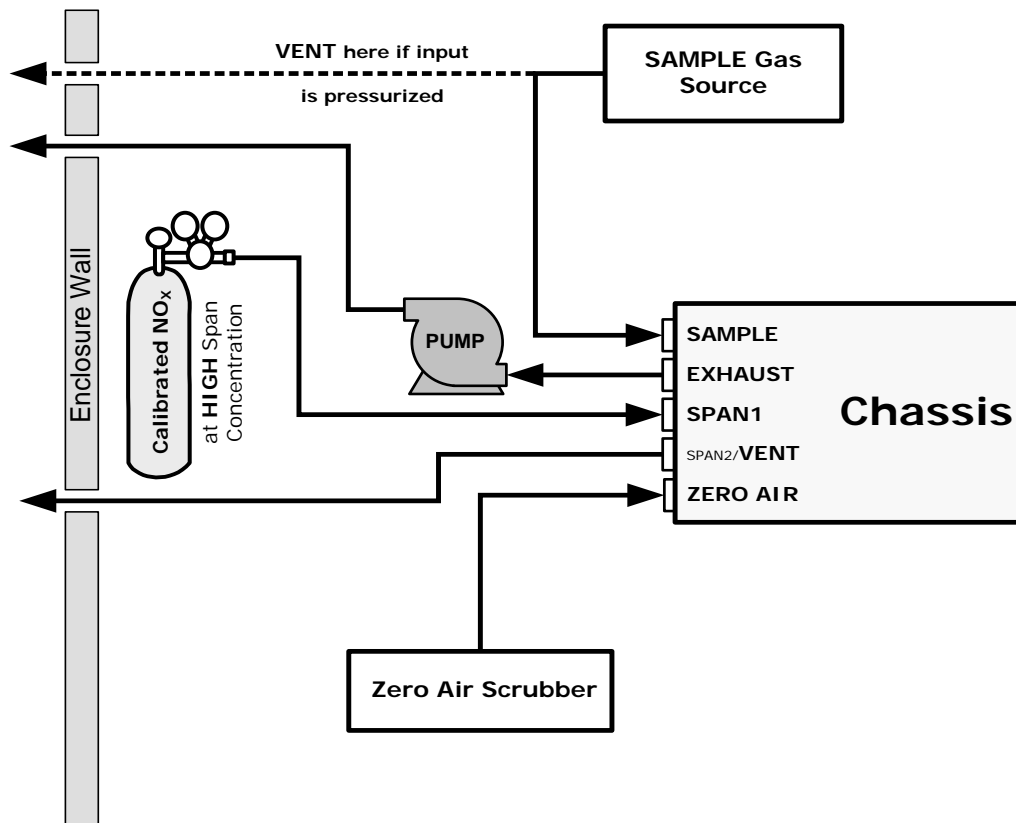 VENT here if input
is pressurized
SAMPLE Gas
Source
Enclosure Wall
Calibrated NOX
at HIGH Span
Concentration
PUMP
SAMPLE
EXHAUST
SPAN1
SPAN2/VENT
ZERO AIR
Chassis
Zero Air Scrubber